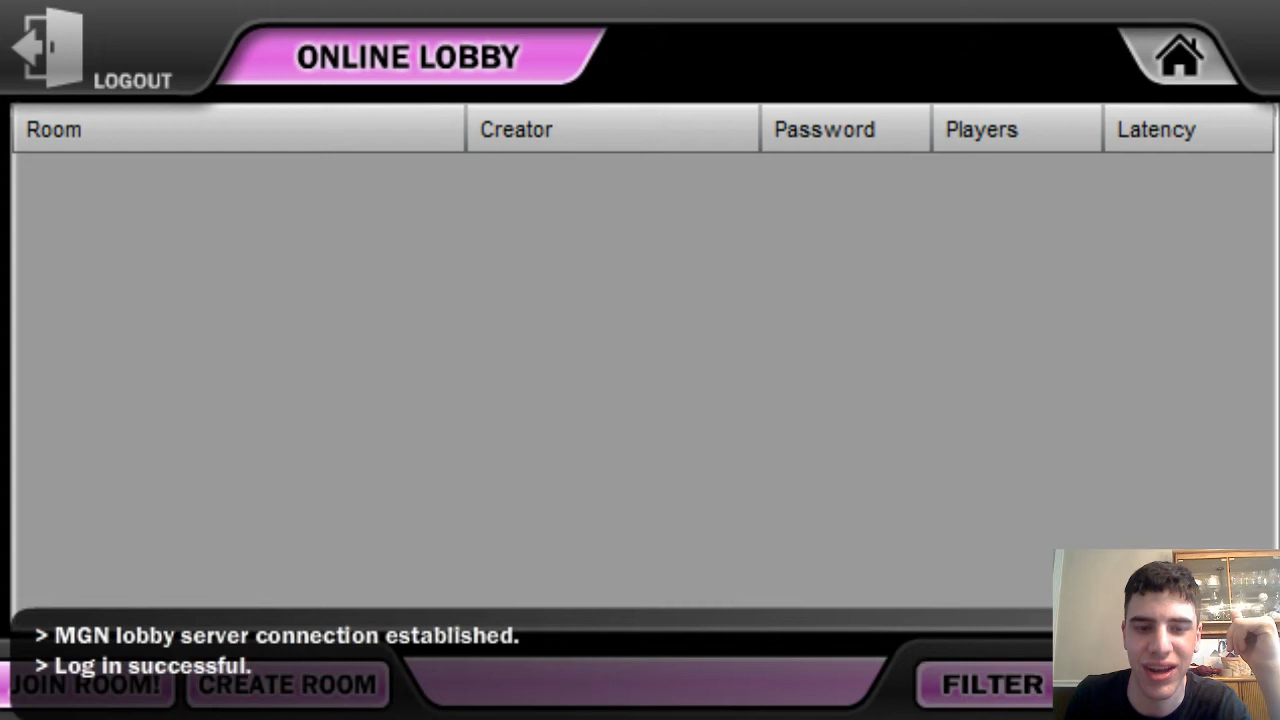 LOGOUT
ONLINE LOBBY
Room Creator Password Players Latency
> MGN lobby server connection established.
> Log in successful.
JOIN ROOM! CREATE ROOM FILTER